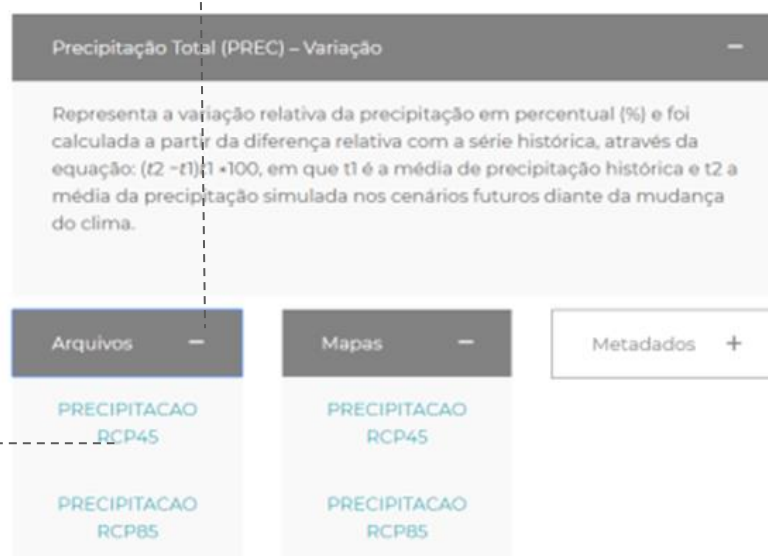 Precipitação Total (PREC) – Variação
Representa a variação relativa da precipitação em percentual (%) e foi
calculada a partir da diferença relativa com a série histórica, através da
equação: (t2 −t1)t1 *100, em que t1 é a média de precipitação histórica e t2 a
média da precipitação simulada nos cenários futuros diante da mudança
do clima.
Arquivos
Mapas
Metadados
PRECIPITACAO
RCP45
PRECIPITACAO
RCP85
PRECIPITACAO
RCP45
PRECIPITACAO
RCP85